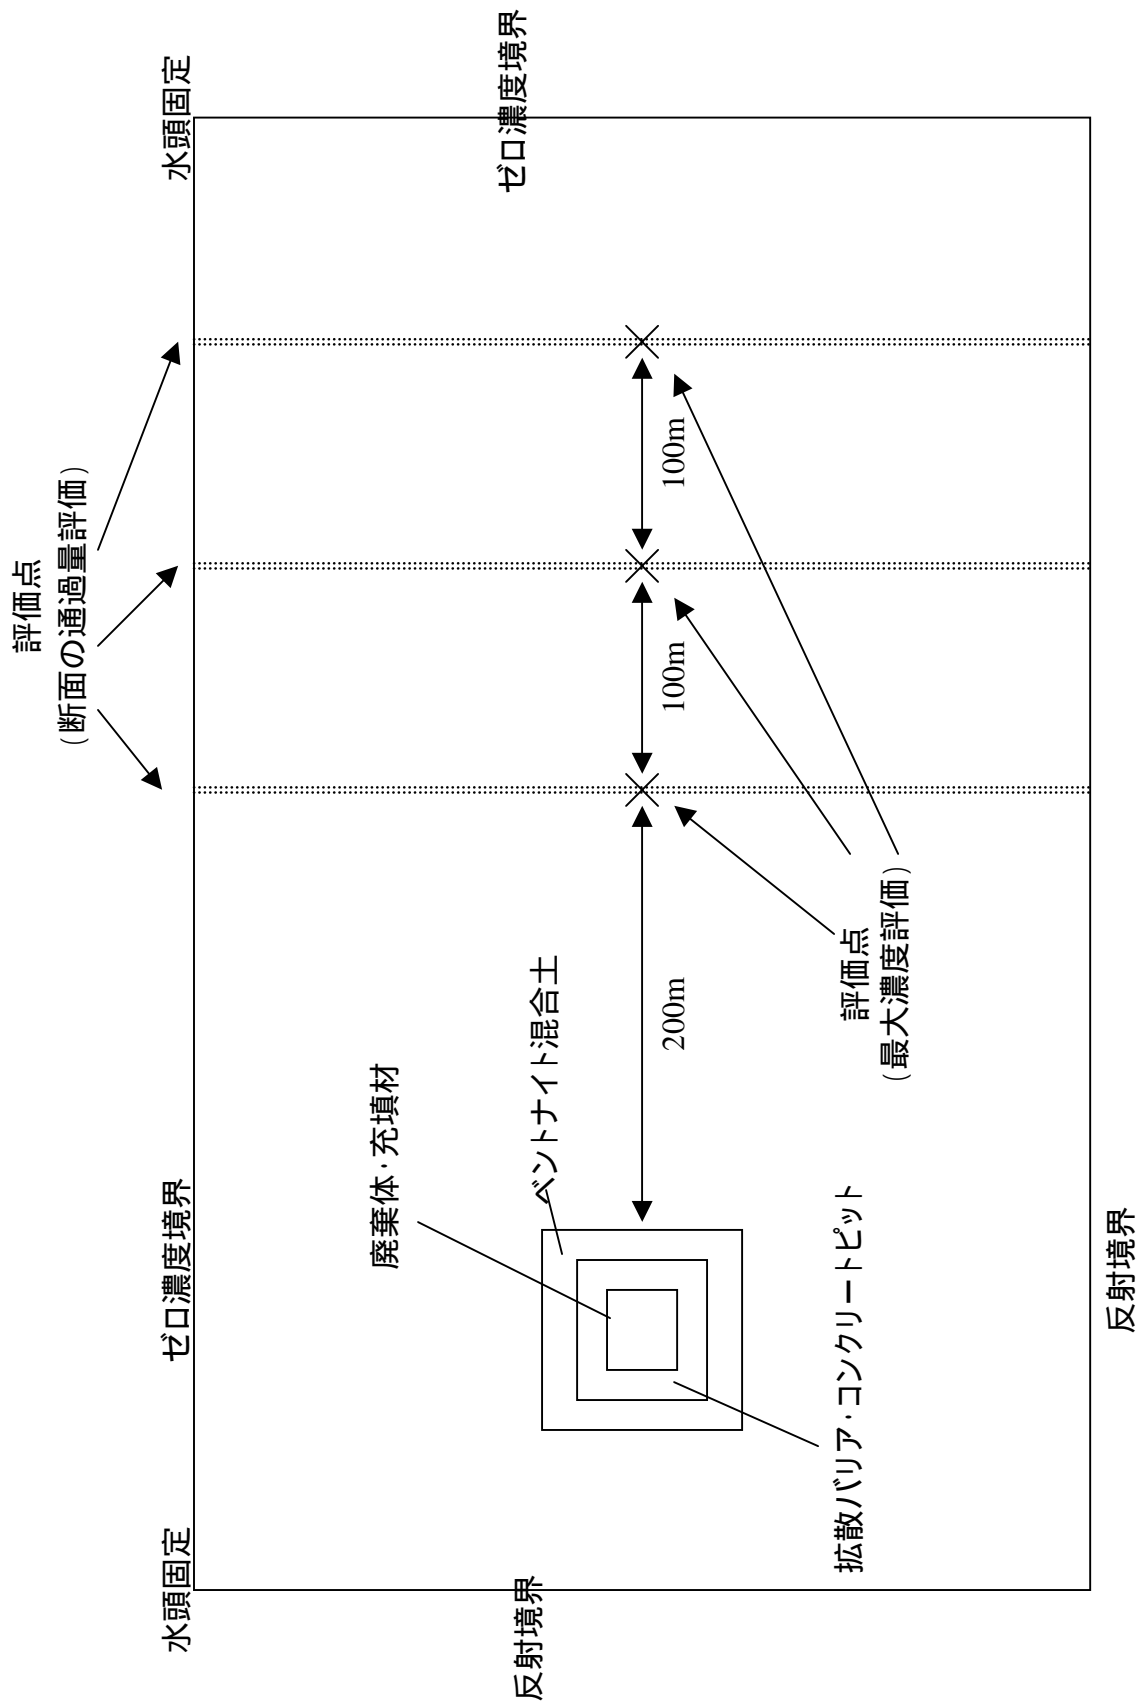 評価点
(断面の通過量評価)
水頭固定
ゼロ濃度境界
水頭固定
廃棄体・充填材
ゼロ濃度境界
反射境界
ベントナイト混合土
200m
100m
100m
拡散バリア・コンクリートピット
評価点
(最大濃度評価)
反射境界